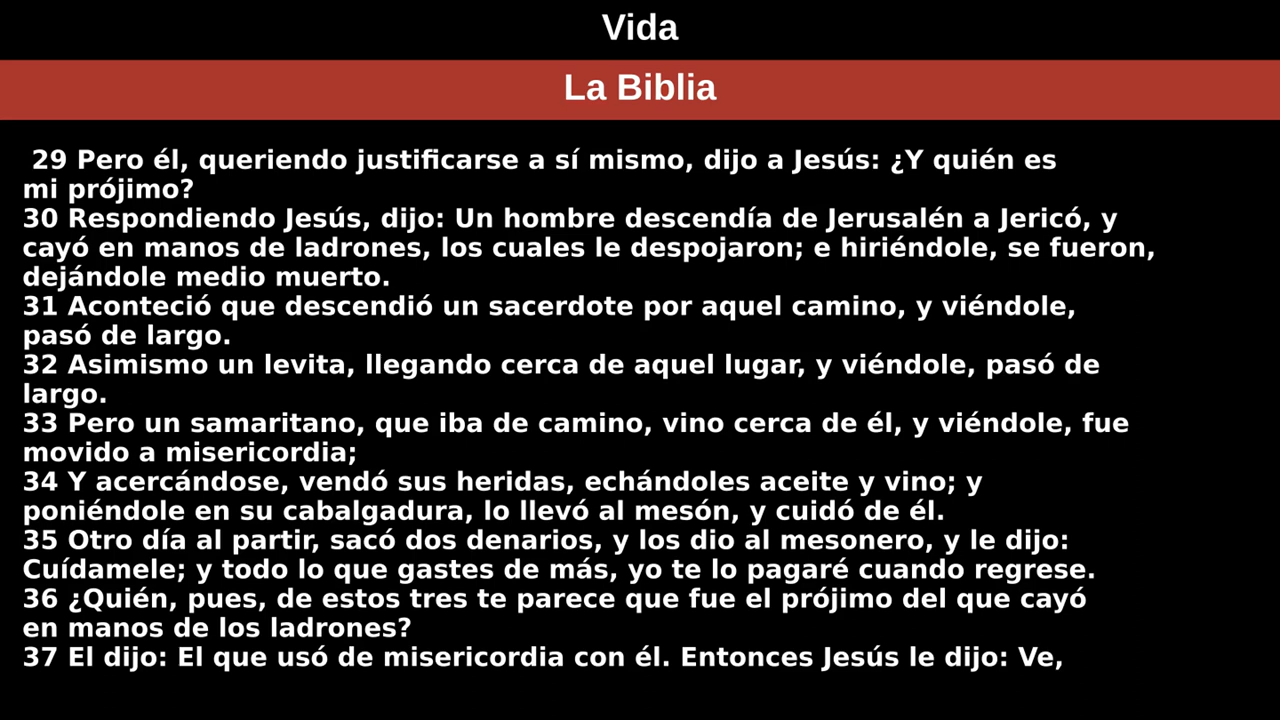 Vida
La Biblia
29 Pero él, queriendo justificarse a sí mismo, dijo a Jesús: ¿Y quién es
mi prójimo?
30 Respondiendo Jesús, dijo: Un hombre descendía de Jerusalén a Jericó, y
cayó en manos de ladrones, los cuales le despojaron; e hiriéndole, se fueron,
dejándole medio muerto.
31 Aconteció que descendió un sacerdote por aquel camino, y viéndole,
pasó de largo.
32 Asimismo un levita, llegando cerca de aquel lugar, y viéndole, pasó de
largo.
33 Pero un samaritano, que iba de camino, vino cerca de él, y viéndole, fue
movido a misericordia;
34 Y acercándose, vendó sus heridas, echándoles aceite y vino; y
poniéndole en su cabalgadura, lo llevó al mesón, y cuidó de él.
35 Otro día al partir, sacó dos denarios, y los dio al mesonero, y le dijo:
Cuídamele; y todo lo que gastes de más, yo te lo pagaré cuando regrese.
36 ¿Quién, pues, de estos tres te parece que fue el prójimo del que cayó
en manos de los ladrones?
37 El dijo: El que usó de misericordia con él. Entonces Jesús le dijo: Ve,